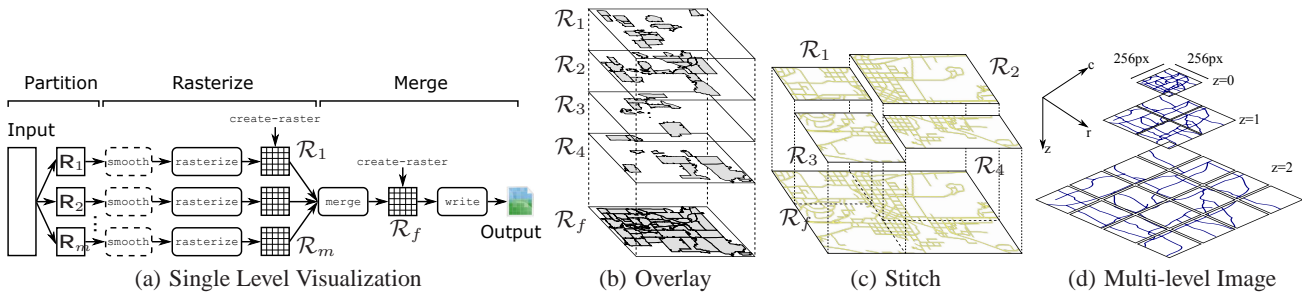 Partition Rasterize Merge
Input
create-raster
R1 smooth rasterize R1
create-raster
R2 smooth rasterize merge Rf write Output
Rm smooth rasterize Rm
(a) Single Level Visualization
R1
R2
R3
R4
Rf
(b) Overlay
R1
R2
R3
R4
Rf
(c) Stitch
256px 256px
c
r
z
z=0
z=1
z=2
(d) Multi-level Image